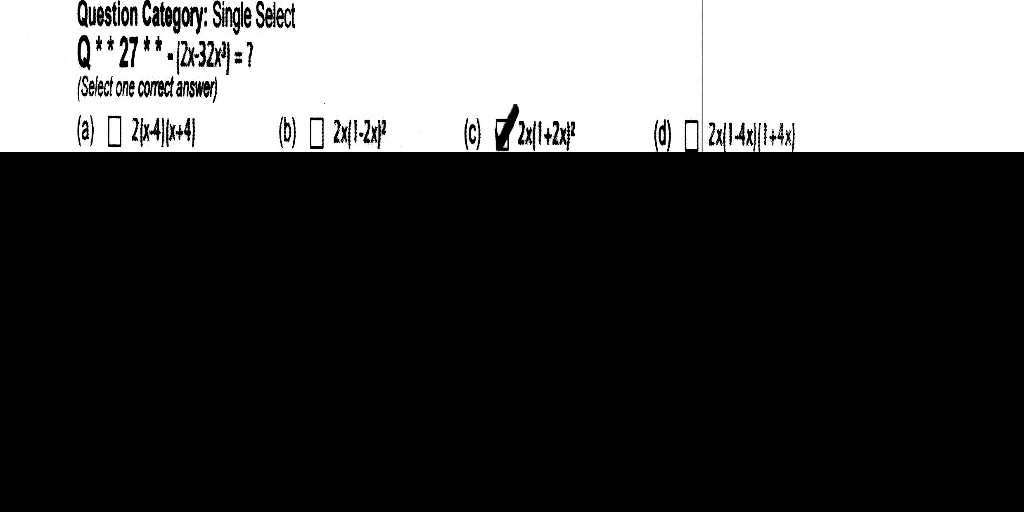 Question Category: Single Select
Q * * 27 * * - (2x-32x³) = ?
(Select one correct answer)
(a) ☐ 2(x-4)(x+4) (b) ☐ 2x(1-2x)² (c) ☑ 2x(1+2x)² (d) ☐ 2x(1-4x)(1+4x)